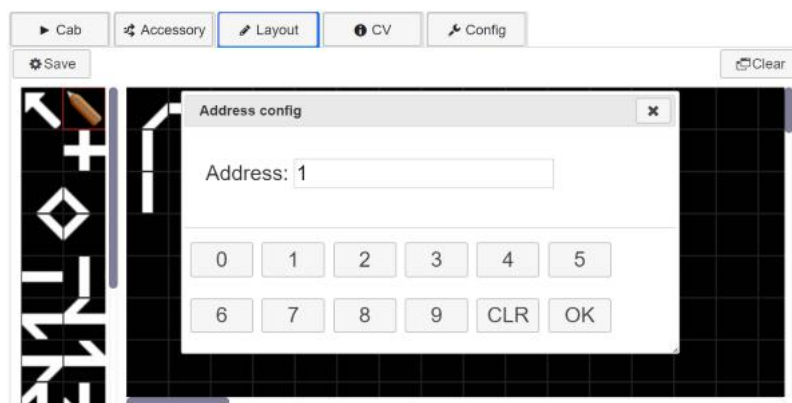 Cab Accessory Layout CV Config
Save Clear
Address config
Address: 1
0 1 2 3 4 5
6 7 8 9 CLR OK